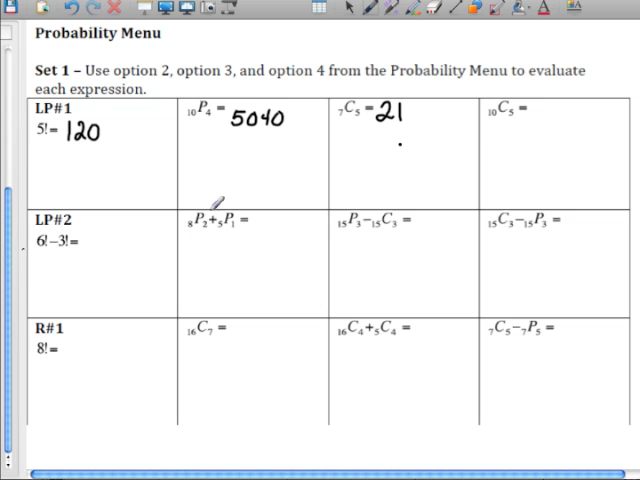 Probability Menu
Set 1 – Use option 2, option 3, and option 4 from the Probability Menu to evaluate
each expression.
LP#1
5!= 120
₁₀P₄ = 5040
₇C₅ = 21
₁₀C₅ =
LP#2
6!–3!=
₈P₂+₅P₁ =
₁₅P₃–₁₅C₃ =
₁₅C₃–₁₅P₃ =
R#1
8!=
₁₆C₇ =
₁₆C₄+₅C₄ =
₇C₅–₇P₅ =